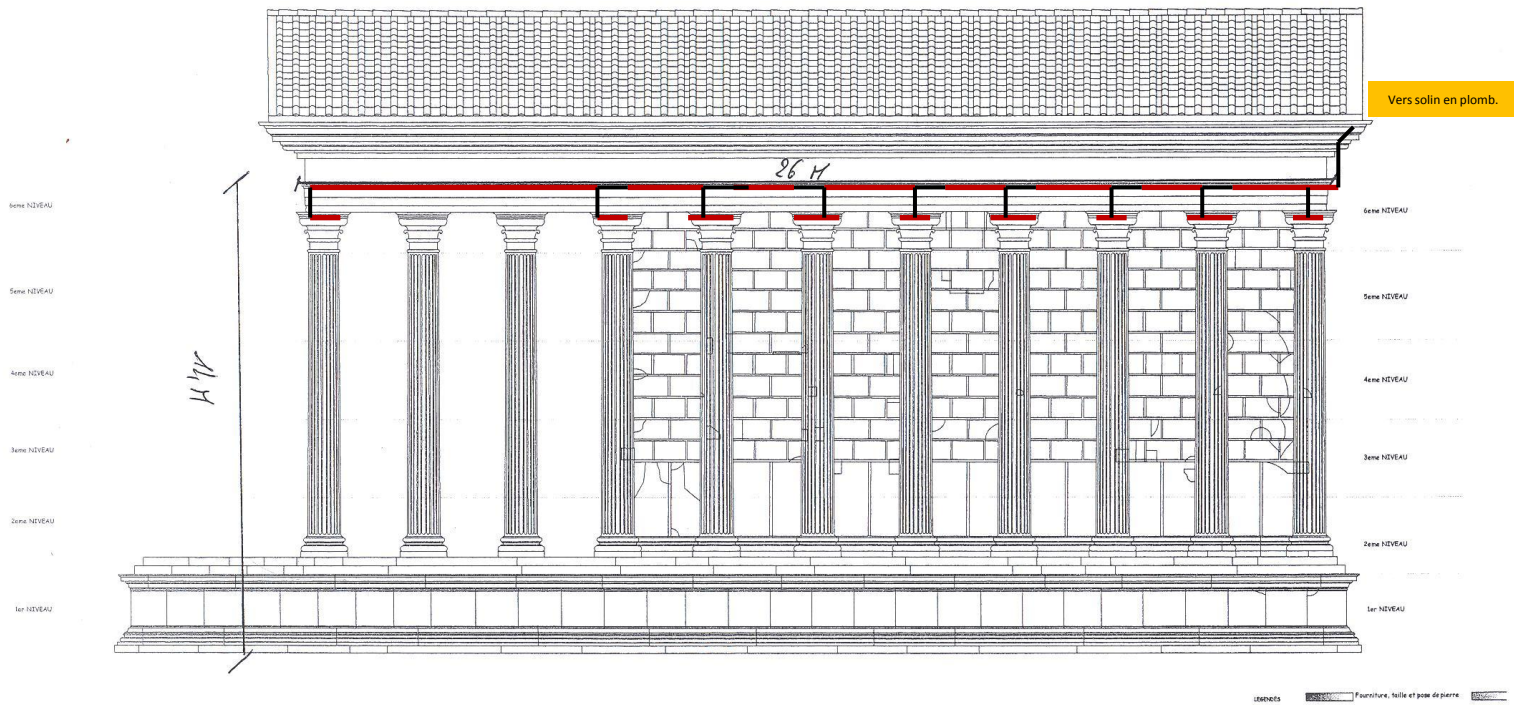 Vers solin en plomb.
26 M
6eme NIVEAU
6eme NIVEAU
5eme NIVEAU
5eme NIVEAU
4eme NIVEAU
4eme NIVEAU
3eme NIVEAU
3eme NIVEAU
2eme NIVEAU
2eme NIVEAU
1er NIVEAU
1er NIVEAU
LEGENDES
Fourniture, taille et pose de pierre